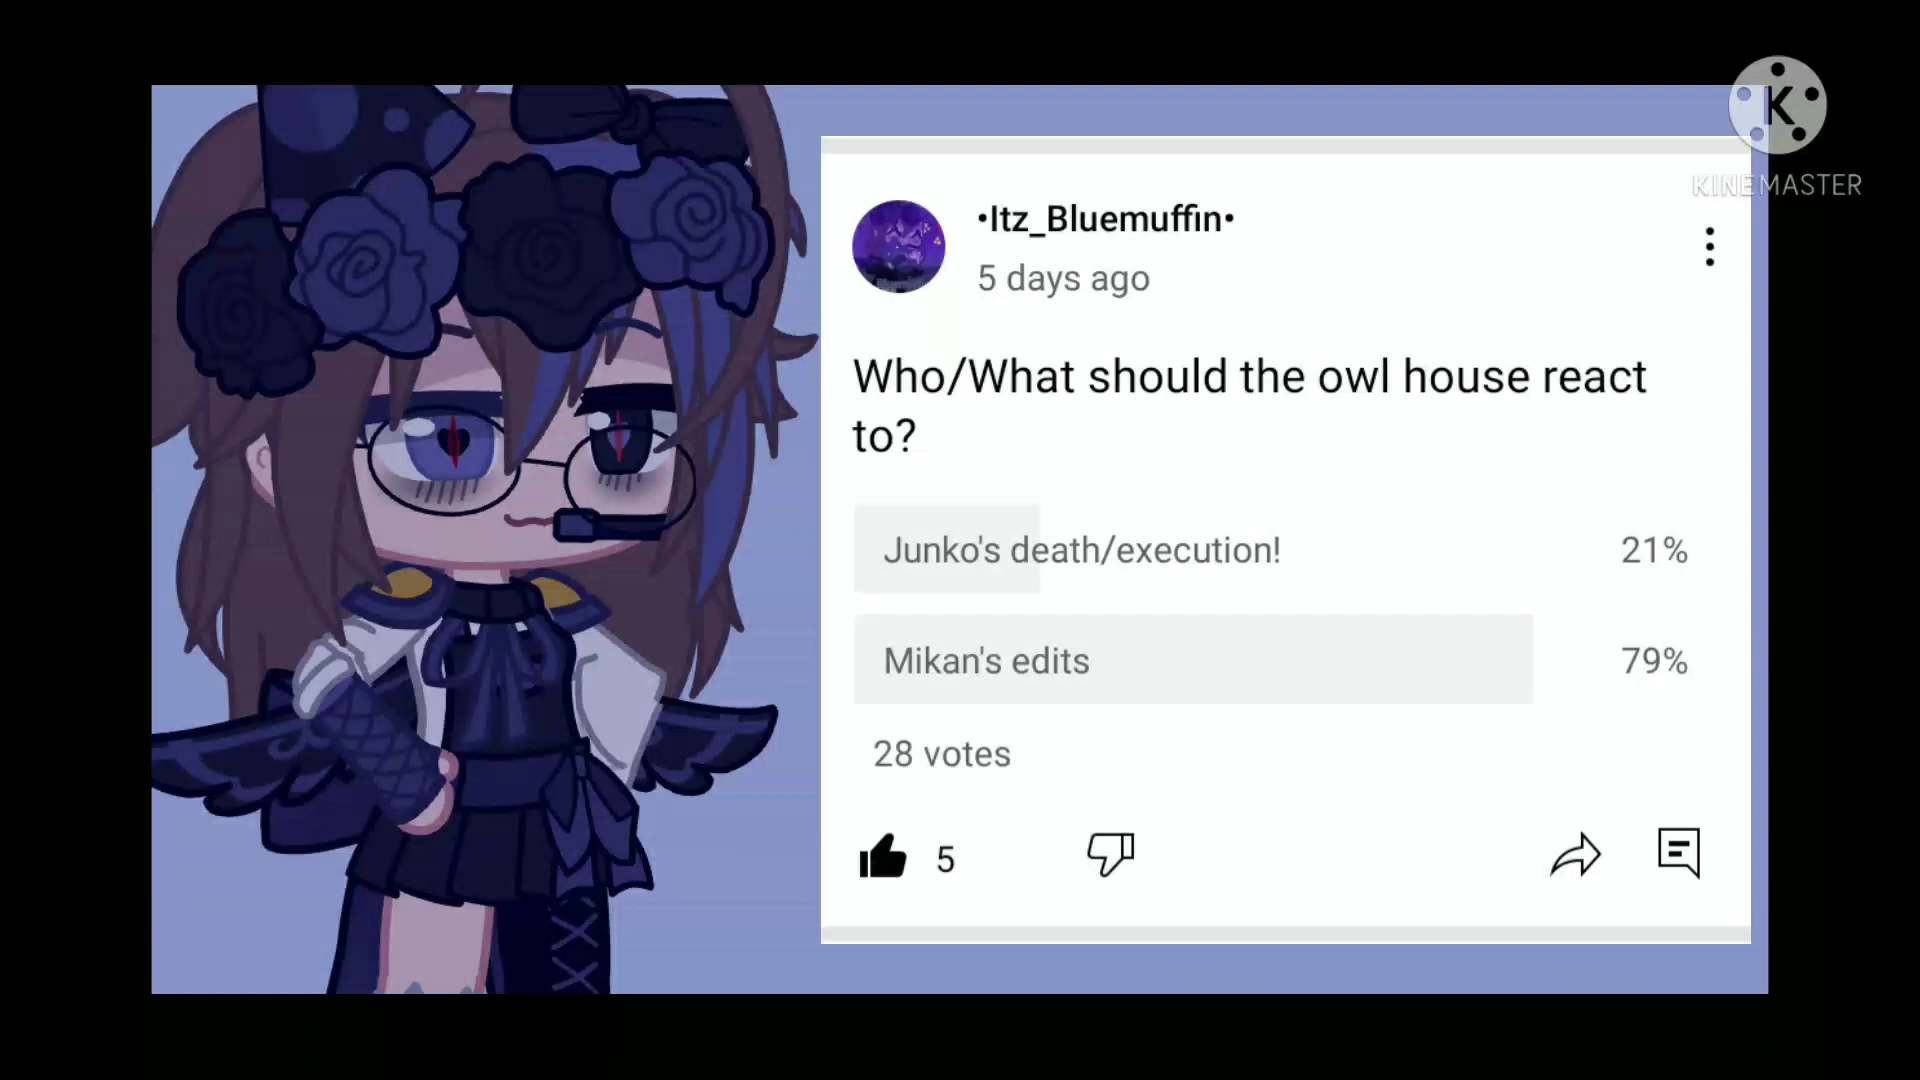 K
KINEMASTER
•Itz_Bluemuffin•
5 days ago
Who/What should the owl house react
to?
Junko's death/execution!
21%
Mikan's edits
79%
28 votes
5